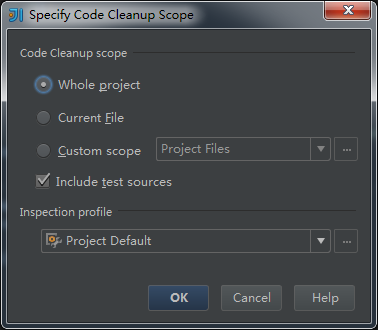 Specify Code Cleanup Scope
Code Cleanup scope
Whole project
Current File
Custom scope
Project Files
...
Include test sources
Inspection profile
Project Default
...
OK
Cancel
Help